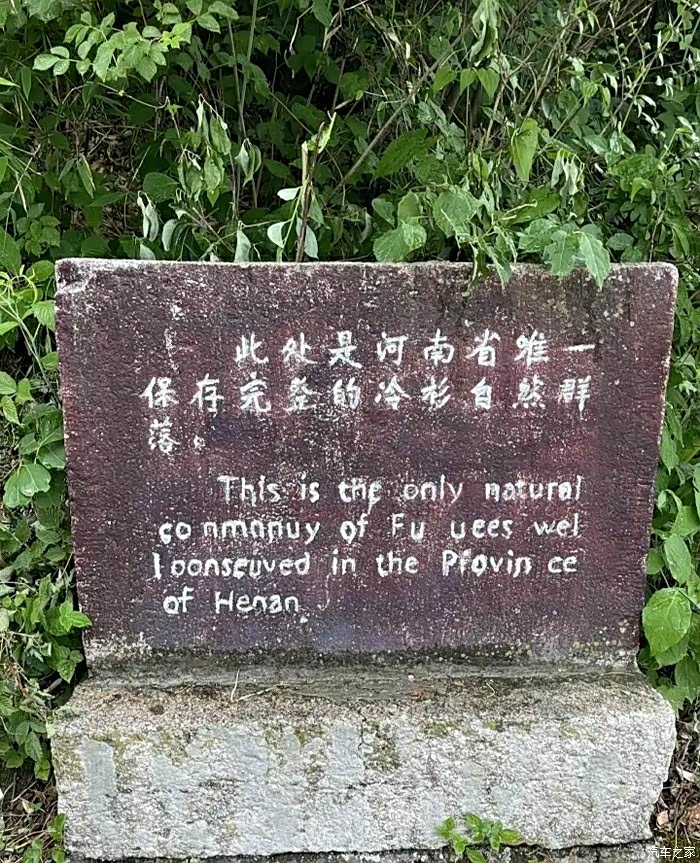 此处是河南省唯一
保存完整的冷杉自然群
落。
This is the only natural
co nmanuy of Fu uees wel
l oonseuved in the Provin ce
of Henan
汽车之家